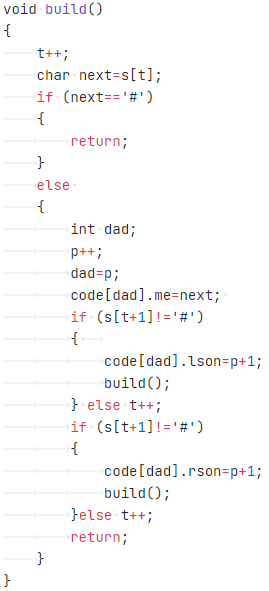 void build()
{
    t++;
    char next=s[t];
    if (next=='#')
    {
        return;
    }
    else
    {
        int dad;
        p++;
        dad=p;
        code[dad].me=next;
        if (s[t+1]!='#')
        {
            code[dad].lson=p+1;
            build();
        } else t++;
        if (s[t+1]!='#')
        {
            code[dad].rson=p+1;
            build();
        }else t++;
        return;
    }
}